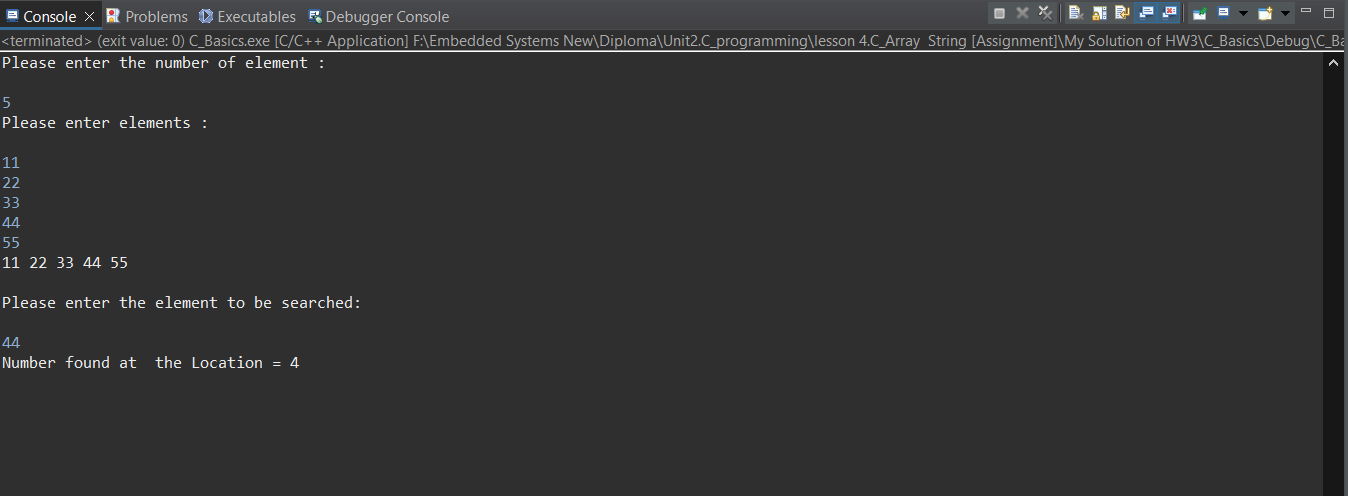 Console Problems Executables Debugger Console
<terminated> (exit value: 0) C_Basics.exe [C/C++ Application] F:\Embedded Systems New\Diploma\Unit2.C_programming\lesson 4.C_Array  String [Assignment]\My Solution of HW3\C_Basics\Debug\C_Ba
Please enter the number of element :
5
Please enter elements :
11
22
33
44
55
11 22 33 44 55
Please enter the element to be searched:
44
Number found at  the Location = 4